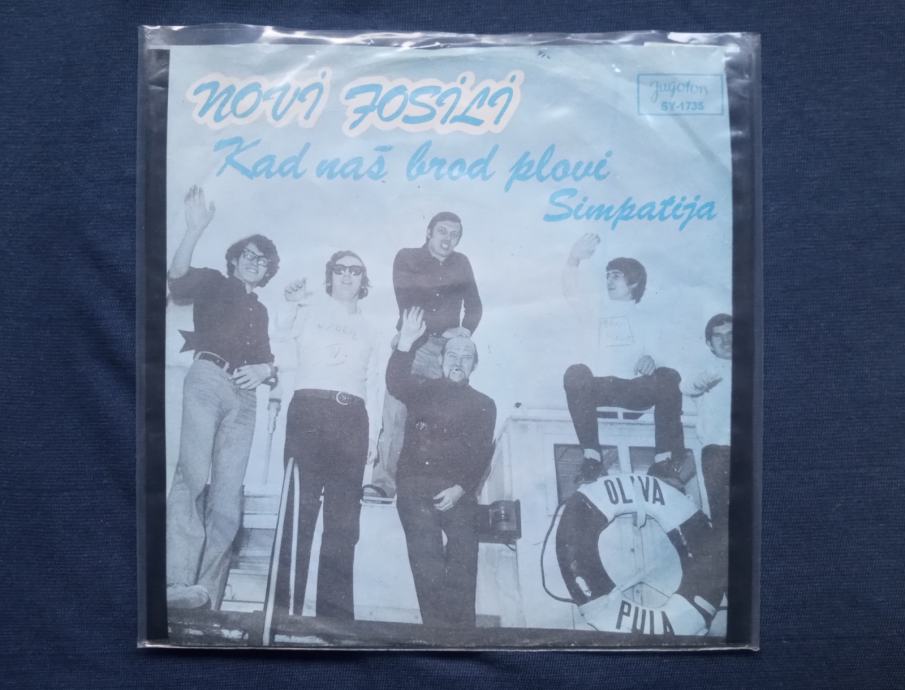 NOVI FOSILI
Jugoton
SY-1735
Kad naš brod plovi
Simpatija
OLIVA
PULA